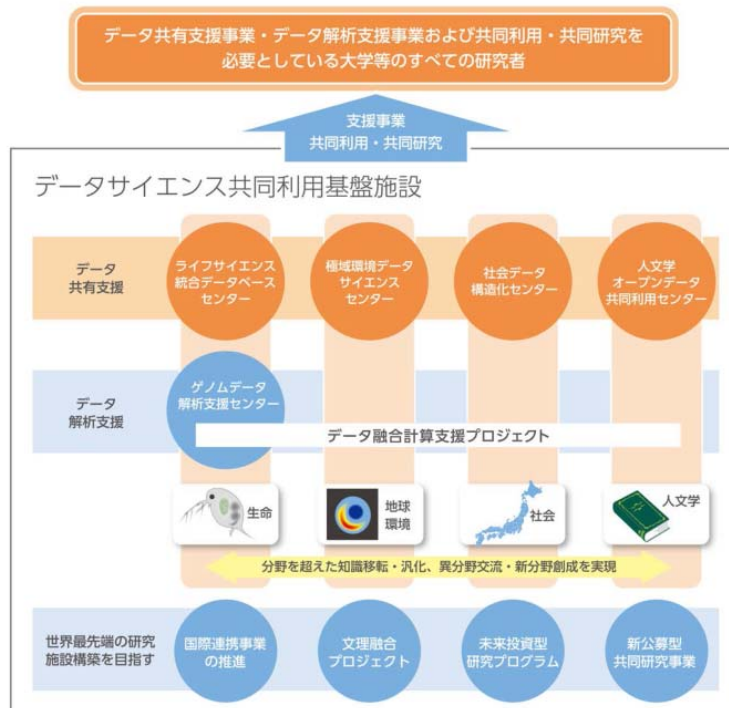 データ共有支援事業・データ解析支援事業および共同利用・共同研究を
必要としている大学等のすべての研究者
支援事業
共同利用・共同研究
データサイエンス共同利用基盤施設
データ
共有支援
ライフサイエンス
統合データベース
センター
極域環境データ
サイエンス
センター
社会データ
構造化センター
人文学
オープンデータ
共同利用センター
データ
解析支援
ゲノムデータ
解析支援センター
データ融合計算支援プロジェクト
生命
地球
環境
社会
人文学
分野を超えた知識移転・汎化、異分野交流・新分野創成を実現
世界最先端の研究
施設構築を目指す
国際連携事業
の推進
文理融合
プロジェクト
未来投資型
研究プログラム
新公募型
共同研究事業